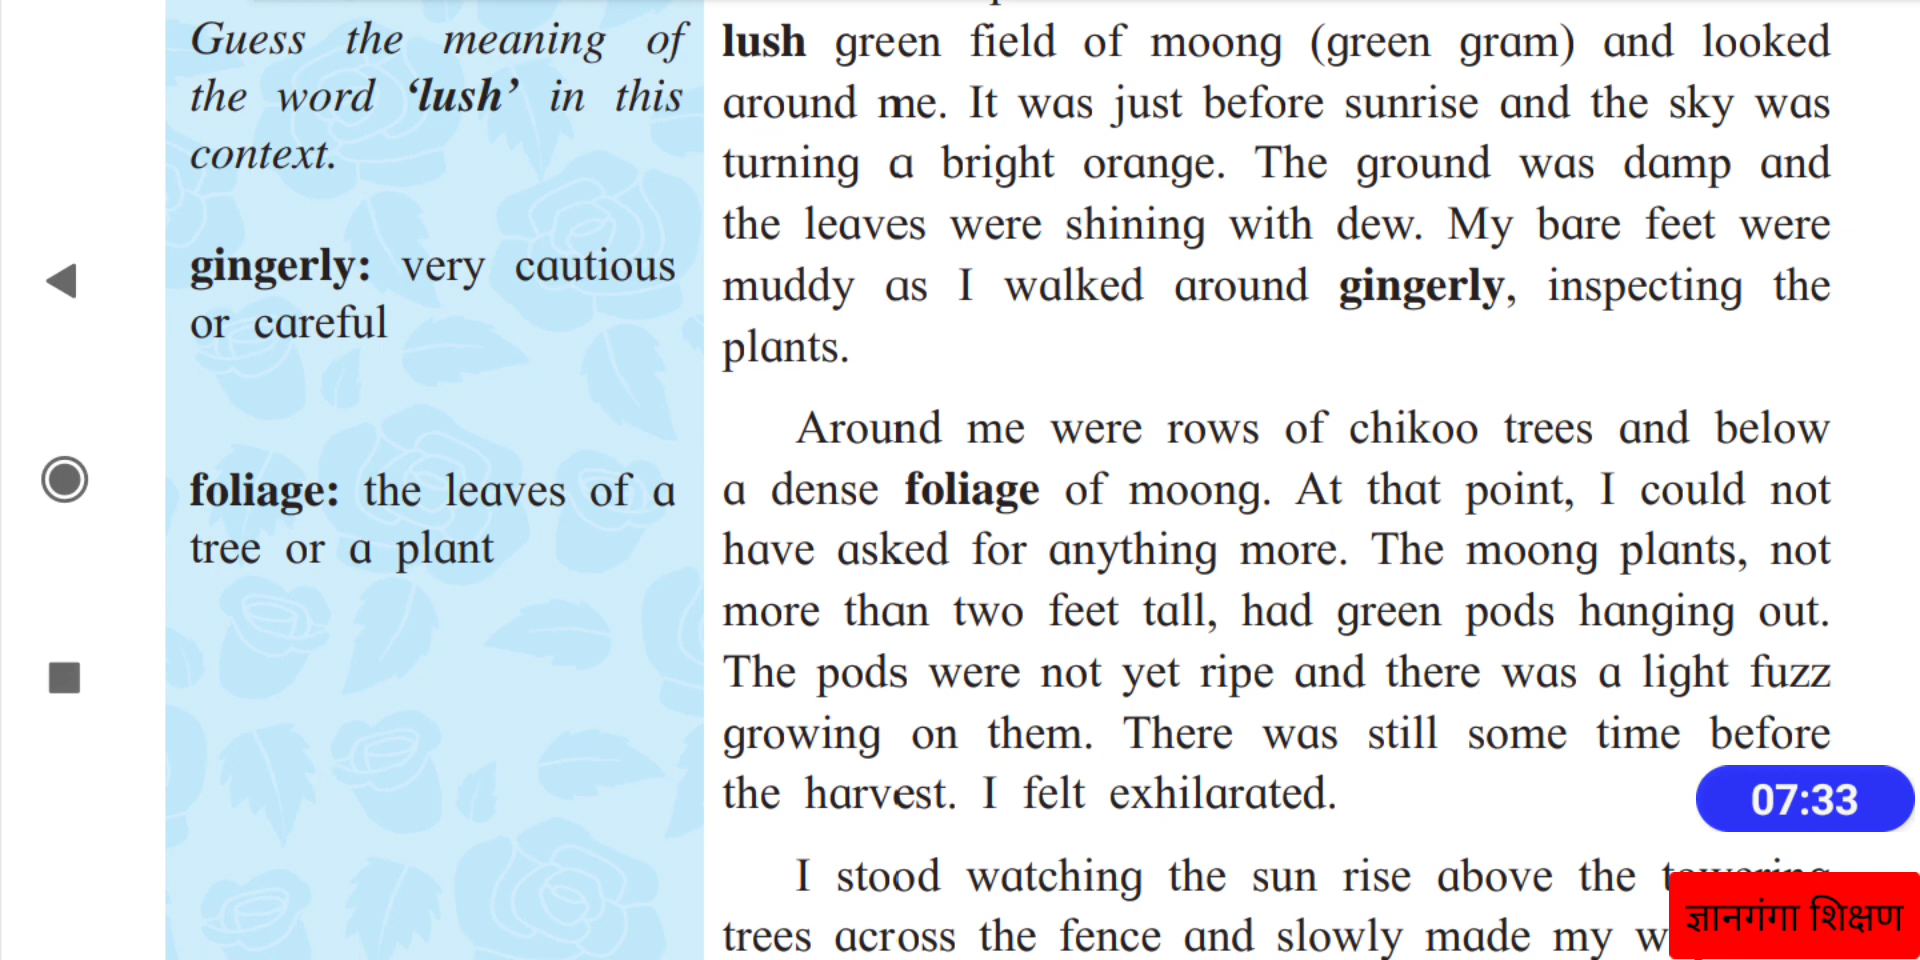 Guess the meaning of
the word ‘lush’ in this
context.
gingerly: very cautious
or careful
foliage: the leaves of a
tree or a plant
lush green field of moong (green gram) and looked
around me. It was just before sunrise and the sky was
turning a bright orange. The ground was damp and
the leaves were shining with dew. My bare feet were
muddy as I walked around gingerly, inspecting the
plants.
Around me were rows of chikoo trees and below
a dense foliage of moong. At that point, I could not
have asked for anything more. The moong plants, not
more than two feet tall, had green pods hanging out.
The pods were not yet ripe and there was a light fuzz
growing on them. There was still some time before
the harvest. I felt exhilarated.
I stood watching the sun rise above the towering
trees across the fence and slowly made my
07:33
ज्ञानगंगा शिक्षण